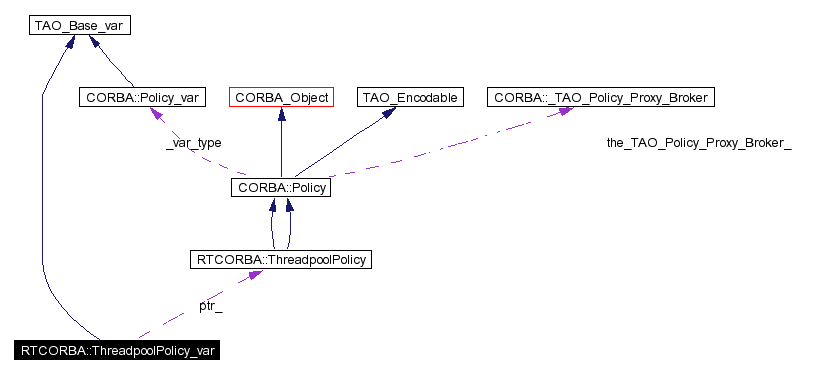 TAO_Base_var
CORBA::Policy_var
CORBA_Object
TAO_Encodable
CORBA::_TAO_Policy_Proxy_Broker
_var_type
the_TAO_Policy_Proxy_Broker_
CORBA::Policy
RTCORBA::ThreadpoolPolicy
ptr_
RTCORBA::ThreadpoolPolicy_var